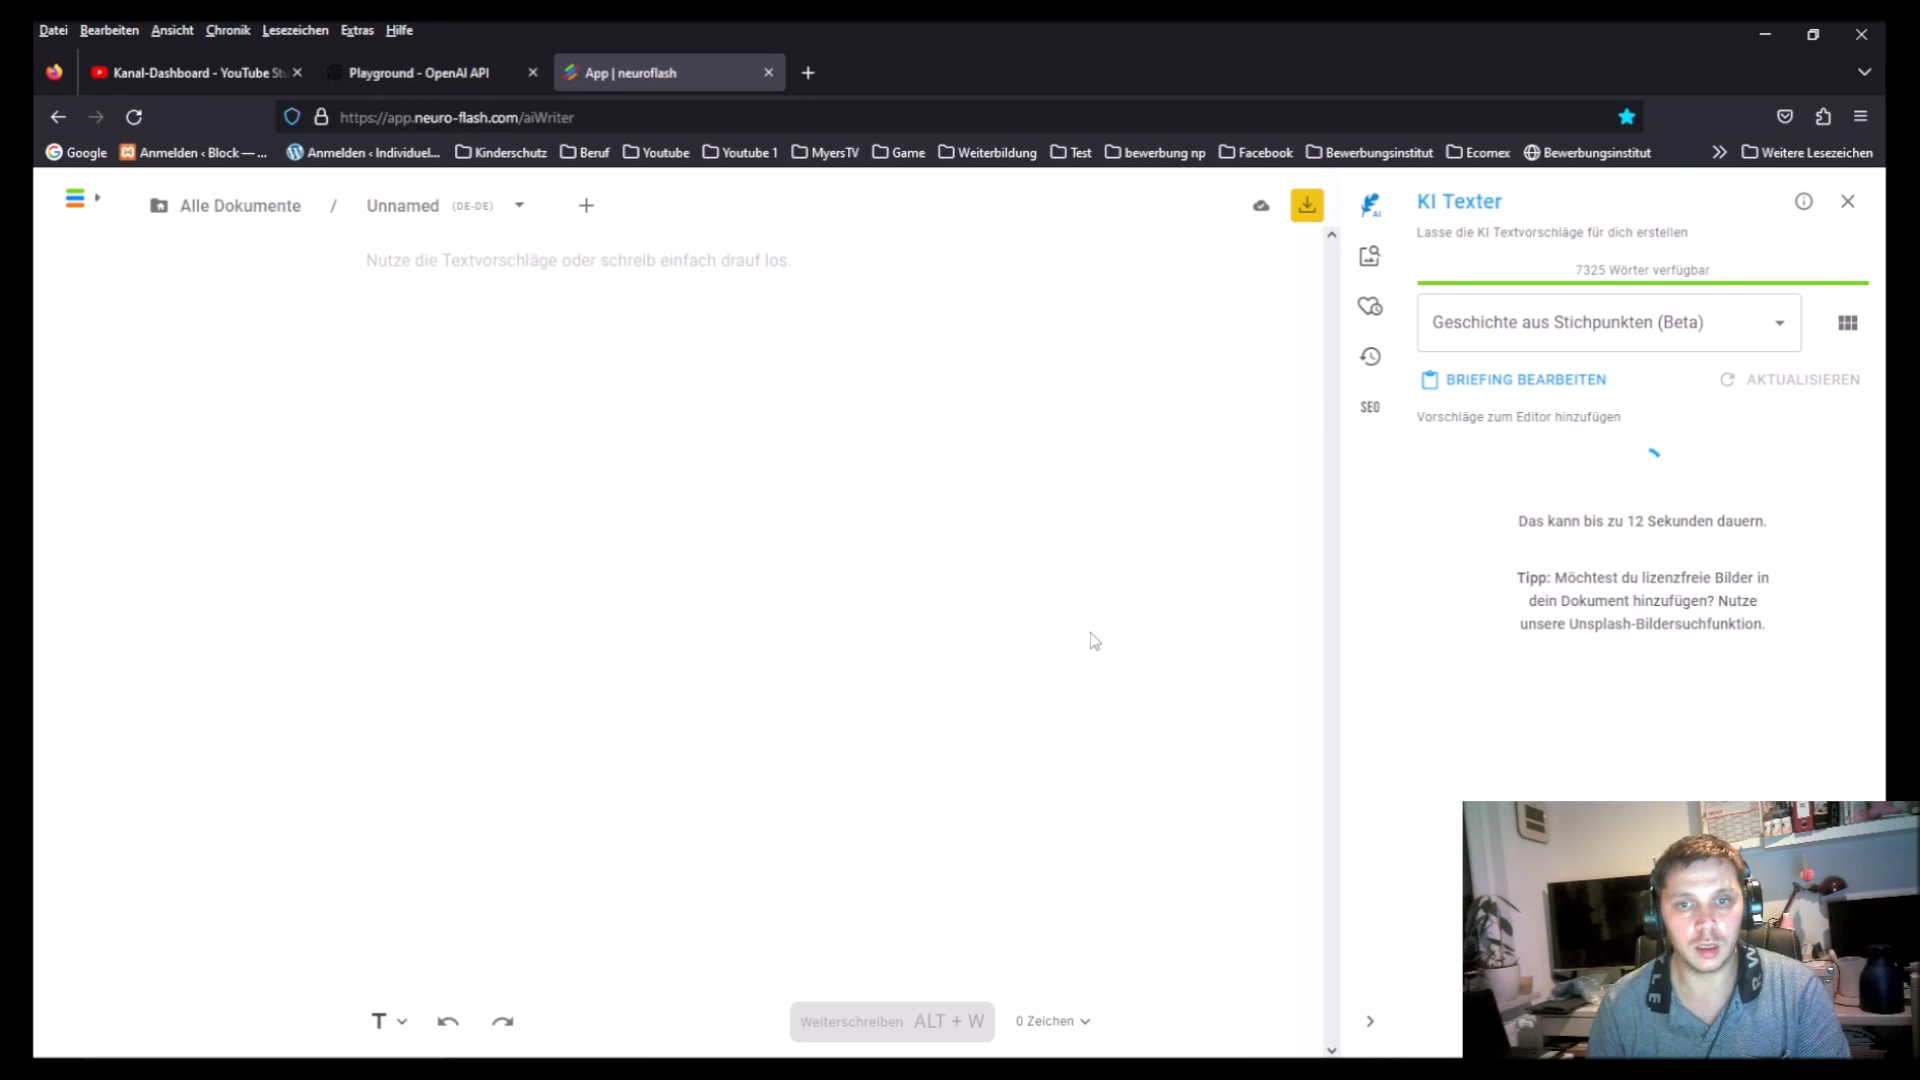 Datei Bearbeiten Ansicht Chronik Lesezeichen Extras Hilfe
Kanal-Dashboard - YouTube Stu
Playground - OpenAI API
App | neuroflash
https://app.neuro-flash.com/aiWriter
Google
Anmelden ‹ Block — ...
Anmelden ‹ Individuel...
Kinderschutz
Beruf
Youtube
Youtube 1
MyersTV
Game
Weiterbildung
Test
bewerbung np
Facebook
Bewerbungsinstitut
Ecomex
Bewerbungsinstitut
Weitere Lesezeichen
Alle Dokumente / Unnamed (DE-DE)
Nutze die Textvorschläge oder schreib einfach drauf los.
AI
SEO
KI Texter
Lasse die KI Textvorschläge für dich erstellen
7325 Wörter verfügbar
Geschichte aus Stichpunkten (Beta)
BRIEFING BEARBEITEN
AKTUALISIEREN
Vorschläge zum Editor hinzufügen
Das kann bis zu 12 Sekunden dauern.
Tipp: Möchtest du lizenzfreie Bilder in
dein Dokument hinzufügen? Nutze
unsere Unsplash-Bildersuchfunktion.
T
Weiterschreiben ALT + W
0 Zeichen